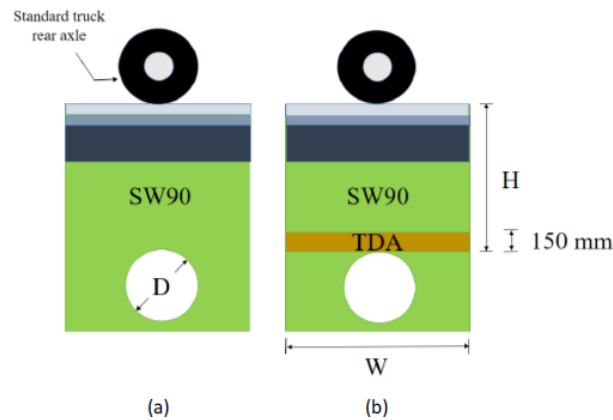 Standard truck
rear axle
SW90
D
(a)
SW90
H
TDA
150 mm
W
(b)